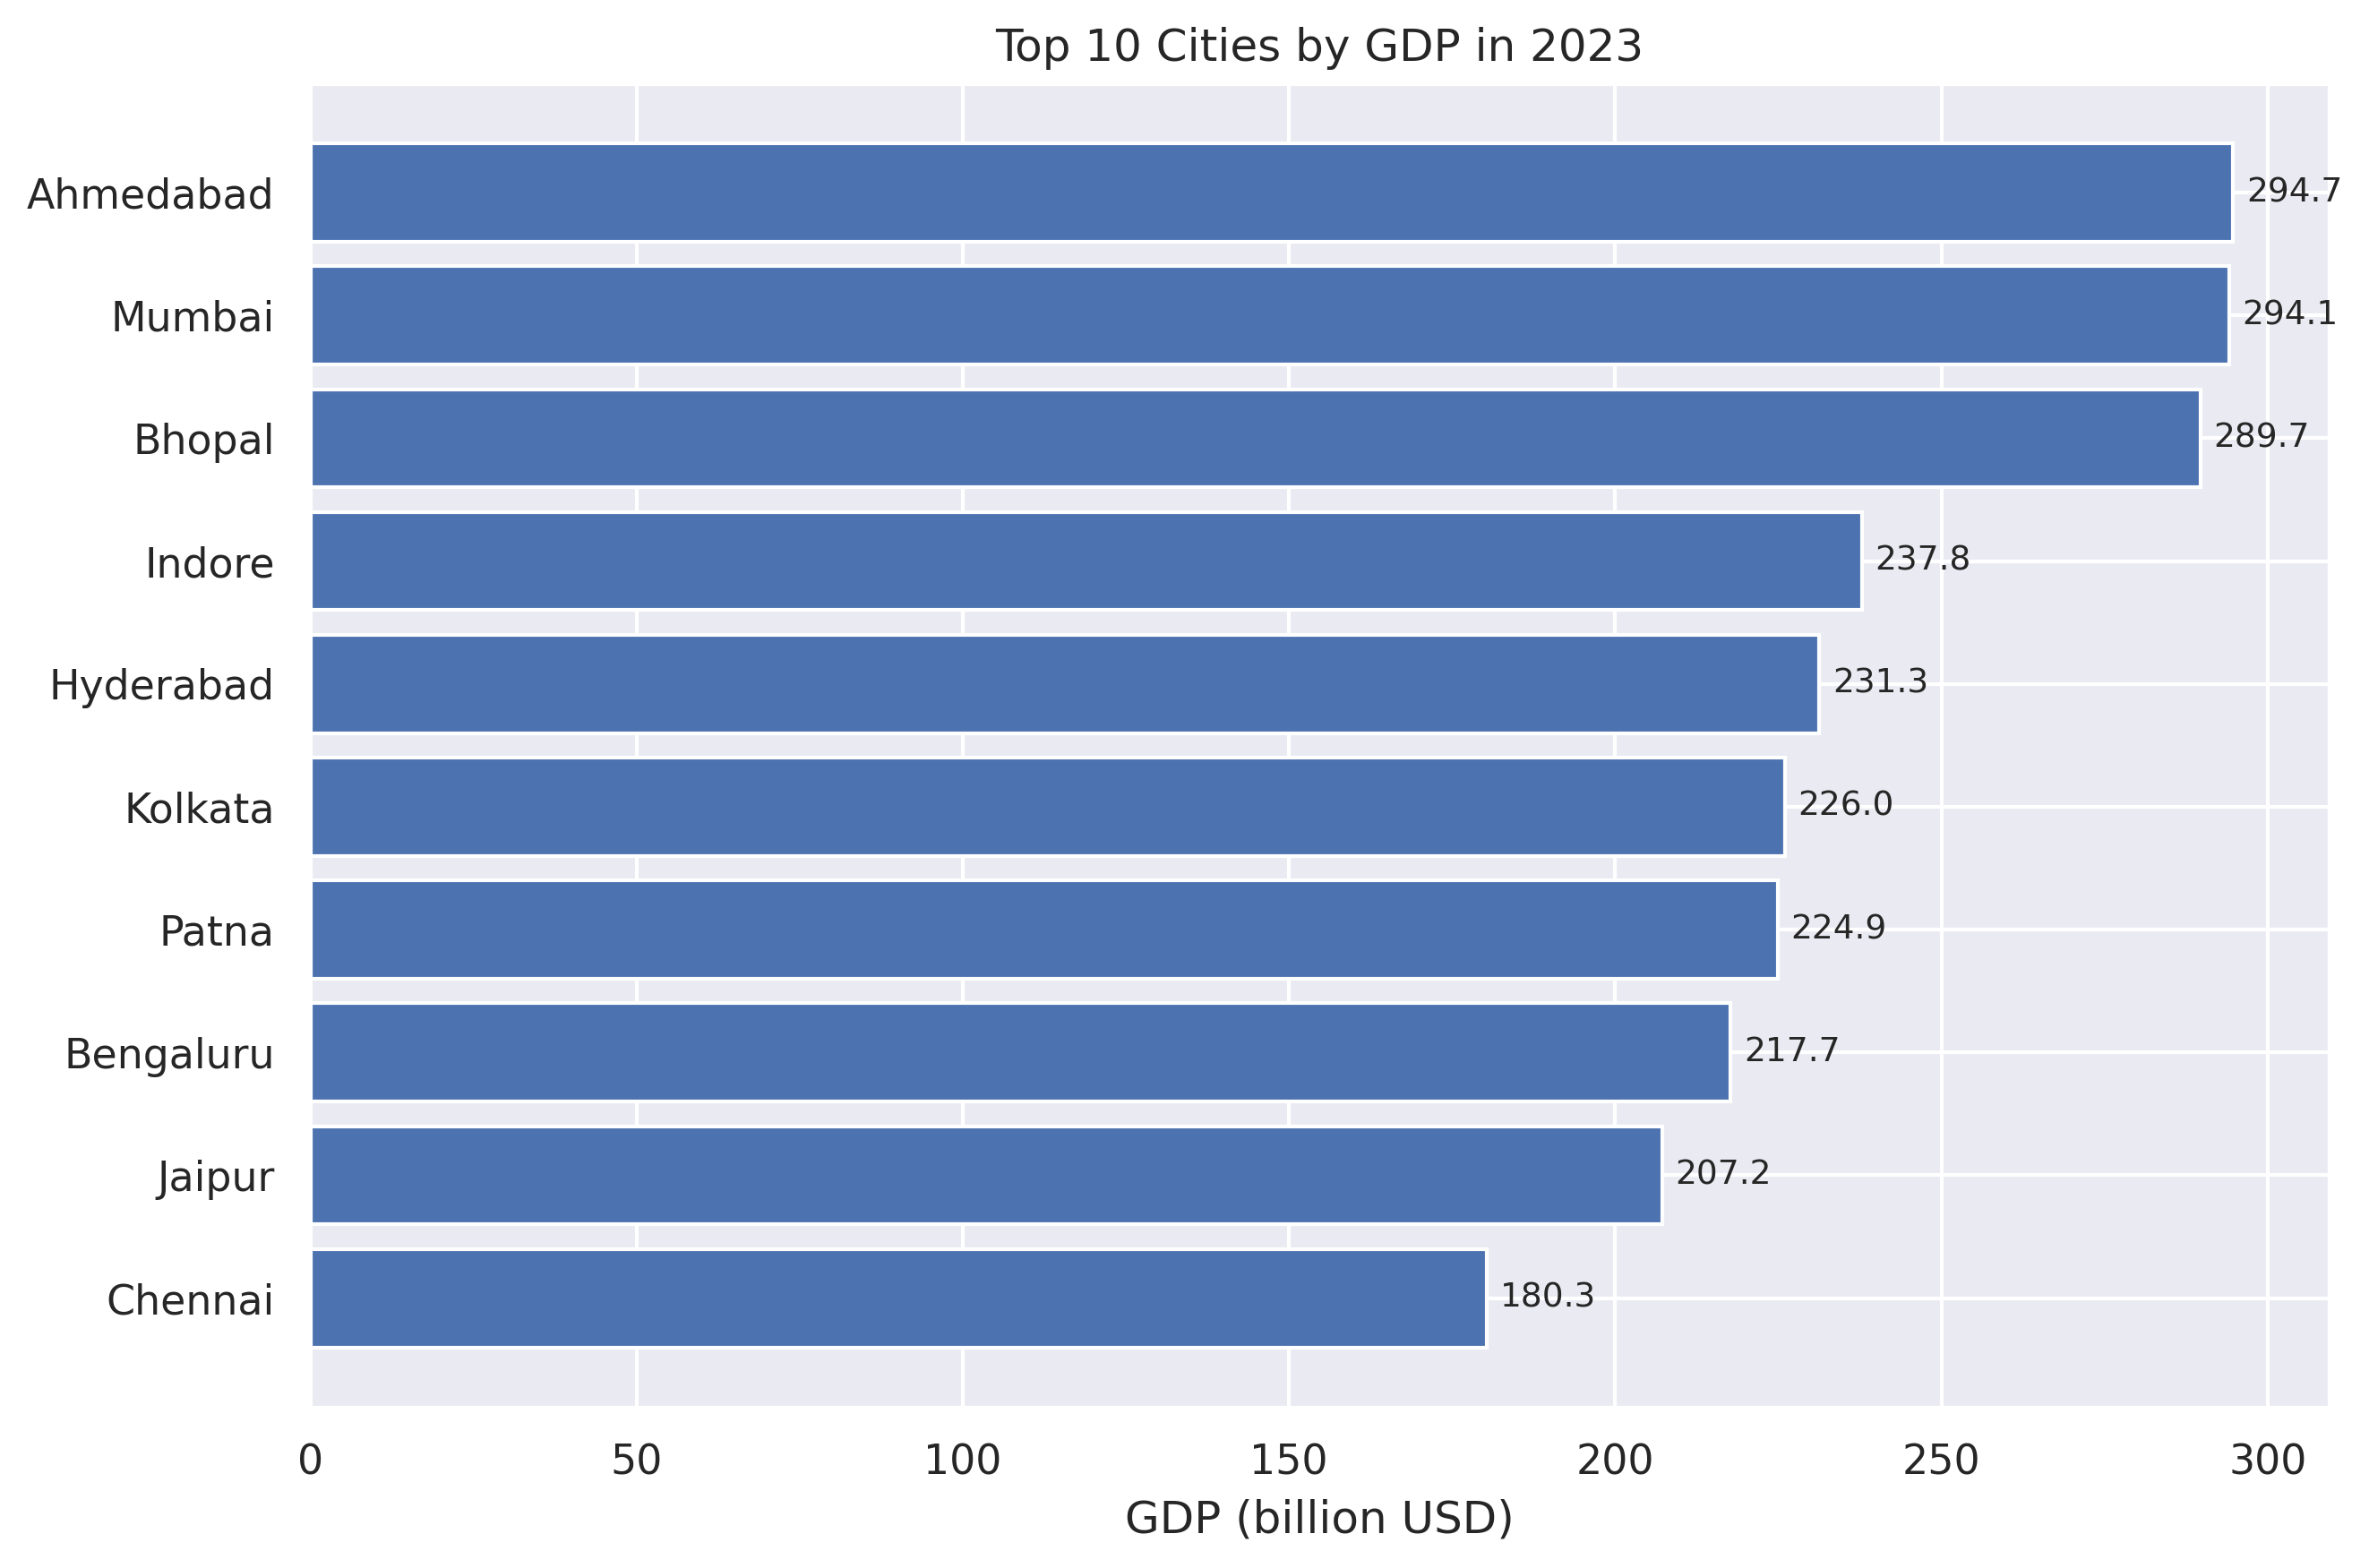 Top 10 Cities by GDP in 2023
Ahmedabad 294.7
Mumbai 294.1
Bhopal 289.7
Indore 237.8
Hyderabad 231.3
Kolkata 226.0
Patna 224.9
Bengaluru 217.7
Jaipur 207.2
Chennai 180.3
0 50 100 150 200 250 300
GDP (billion USD)